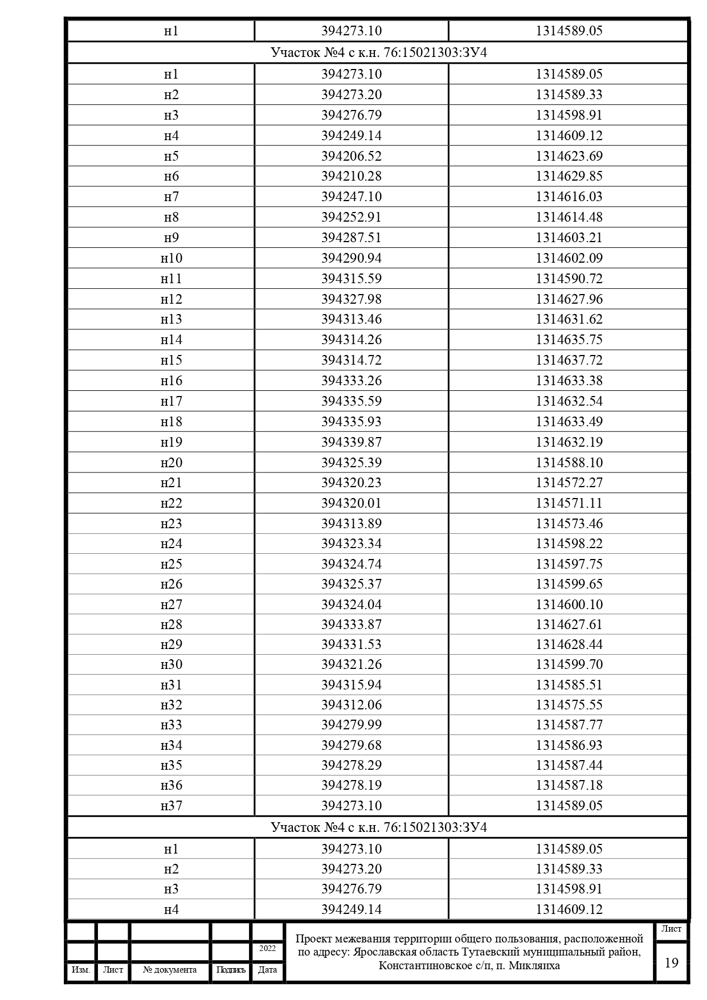 н1 394273.10 1314589.05
Участок №4 с к.н. 76:15021303:ЗУ4
н1 394273.10 1314589.05
н2 394273.20 1314589.33
н3 394276.79 1314598.91
н4 394249.14 1314609.12
н5 394206.52 1314623.69
н6 394210.28 1314629.85
н7 394247.10 1314616.03
н8 394252.91 1314614.48
н9 394287.51 1314603.21
н10 394290.94 1314602.09
н11 394315.59 1314590.72
н12 394327.98 1314627.96
н13 394313.46 1314631.62
н14 394314.26 1314635.75
н15 394314.72 1314637.72
н16 394333.26 1314633.38
н17 394335.59 1314632.54
н18 394335.93 1314633.49
н19 394339.87 1314632.19
н20 394325.39 1314588.10
н21 394320.23 1314572.27
н22 394320.01 1314571.11
н23 394313.89 1314573.46
н24 394323.34 1314598.22
н25 394324.74 1314597.75
н26 394325.37 1314599.65
н27 394324.04 1314600.10
н28 394333.87 1314627.61
н29 394331.53 1314628.44
н30 394321.26 1314599.70
н31 394315.94 1314585.51
н32 394312.06 1314575.55
н33 394279.99 1314587.77
н34 394279.68 1314586.93
н35 394278.29 1314587.44
н36 394278.19 1314587.18
н37 394273.10 1314589.05
Участок №4 с к.н. 76:15021303:ЗУ4
н1 394273.10 1314589.05
н2 394273.20 1314589.33
н3 394276.79 1314598.91
н4 394249.14 1314609.12
2022
Изм. Лист № документа Подпись Дата
Проект межевания территории общего пользования, расположенной
по адресу: Ярославская область Тутаевский муниципальный район,
Константиновское с/п, п. Микляиха
Лист
19